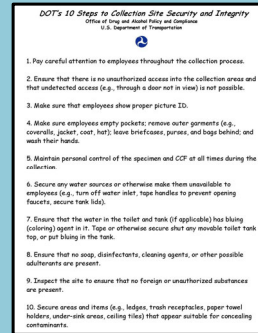 DOT's 10 Steps to Collection Site Security and Integrity
Office of Drug and Alcohol Policy and Compliance
U.S. Department of Transportation
1. Pay careful attention to employees throughout the collection process.
2. Ensure that there is no unauthorized access into the collection areas and
that undetected access (e.g., through a door not in view) is not possible.
3. Make sure that employees show proper picture ID.
4. Make sure employees empty pockets; remove outer garments (e.g.,
coveralls, jacket, coat, hat); leave briefcases, purses, and bags behind; and
wash their hands.
5. Maintain personal control of the specimen and CCF at all times during the
collection.
6. Secure any water sources or otherwise make them unavailable to
employees (e.g., turn off water inlet, tape handles to prevent opening
faucets, secure tank lids).
7. Ensure that the water in the toilet and tank (if applicable) has bluing
(coloring) agent in it. Tape or otherwise secure shut any movable toilet tank
top, or put bluing in the tank.
8. Ensure that no soap, disinfectants, cleaning agents, or other possible
adulterants are present.
9. Inspect the site to ensure that no foreign or unauthorized substances
are present.
10. Secure areas and items (e.g., ledges, trash receptacles, paper towel
holders, under-sink areas, ceiling tiles) that appear suitable for concealing
contaminants.